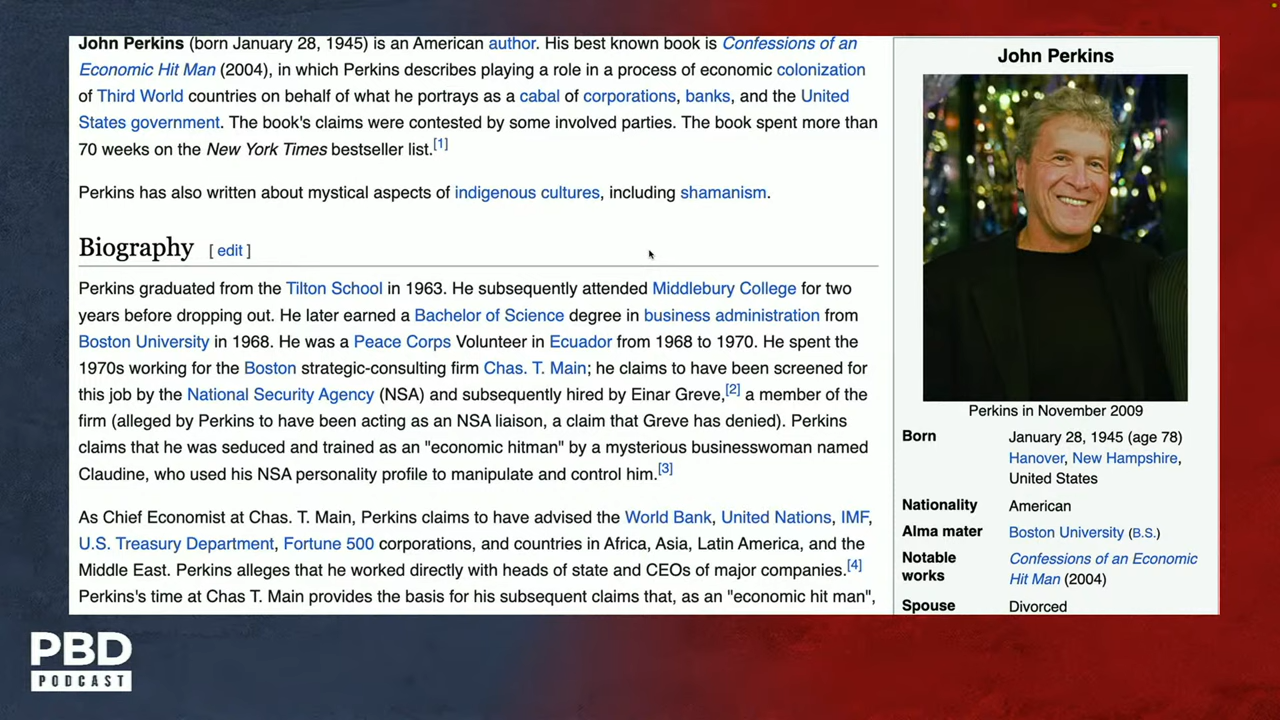 John Perkins (born January 28, 1945) is an American author. His best known book is Confessions of an
Economic Hit Man (2004), in which Perkins describes playing a role in a process of economic colonization
of Third World countries on behalf of what he portrays as a cabal of corporations, banks, and the United
States government. The book's claims were contested by some involved parties. The book spent more than
70 weeks on the New York Times bestseller list.[1]
Perkins has also written about mystical aspects of indigenous cultures, including shamanism.
Biography [ edit ]
Perkins graduated from the Tilton School in 1963. He subsequently attended Middlebury College for two
years before dropping out. He later earned a Bachelor of Science degree in business administration from
Boston University in 1968. He was a Peace Corps Volunteer in Ecuador from 1968 to 1970. He spent the
1970s working for the Boston strategic-consulting firm Chas. T. Main; he claims to have been screened for
this job by the National Security Agency (NSA) and subsequently hired by Einar Greve,[2] a member of the
firm (alleged by Perkins to have been acting as an NSA liaison, a claim that Greve has denied). Perkins
claims that he was seduced and trained as an "economic hitman" by a mysterious businesswoman named
Claudine, who used his NSA personality profile to manipulate and control him.[3]
As Chief Economist at Chas. T. Main, Perkins claims to have advised the World Bank, United Nations, IMF,
U.S. Treasury Department, Fortune 500 corporations, and countries in Africa, Asia, Latin America, and the
Middle East. Perkins alleges that he worked directly with heads of state and CEOs of major companies.[4]
Perkins's time at Chas T. Main provides the basis for his subsequent claims that, as an "economic hit man",
John Perkins
Perkins in November 2009
Born January 28, 1945 (age 78)
Hanover, New Hampshire,
United States
Nationality American
Alma mater Boston University (B.S.)
Notable works Confessions of an Economic
Hit Man (2004)
Spouse Divorced
PBD
PODCAST